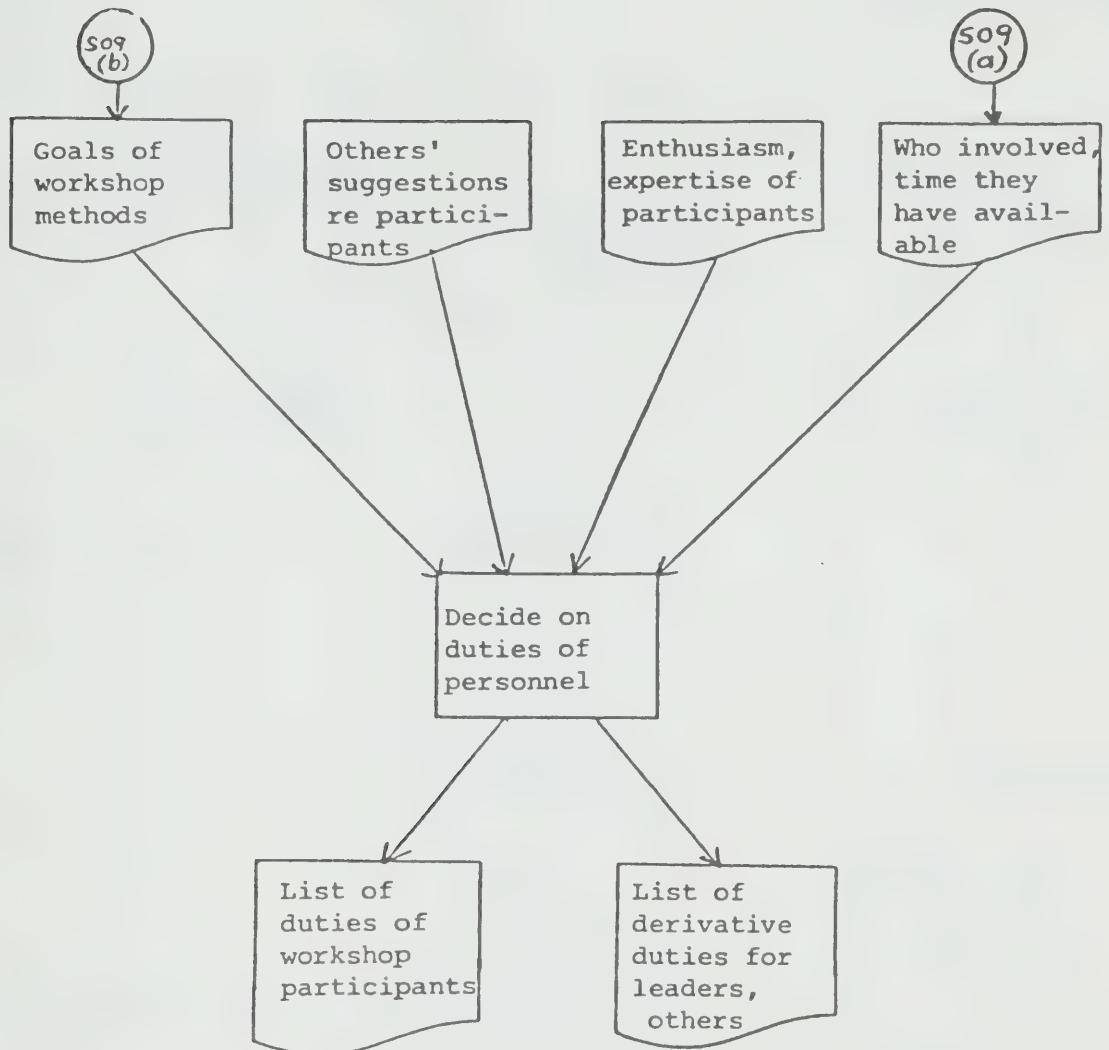 509
(b)
509
(a)
Goals of
workshop
methods
Others'
suggestions
re partici-
pants
Enthusiasm,
expertise of
participants
Who involved,
time they
have avail-
able
Decide on
duties of
personnel
List of
duties of
workshop
participants
List of
derivative
duties for
leaders,
others